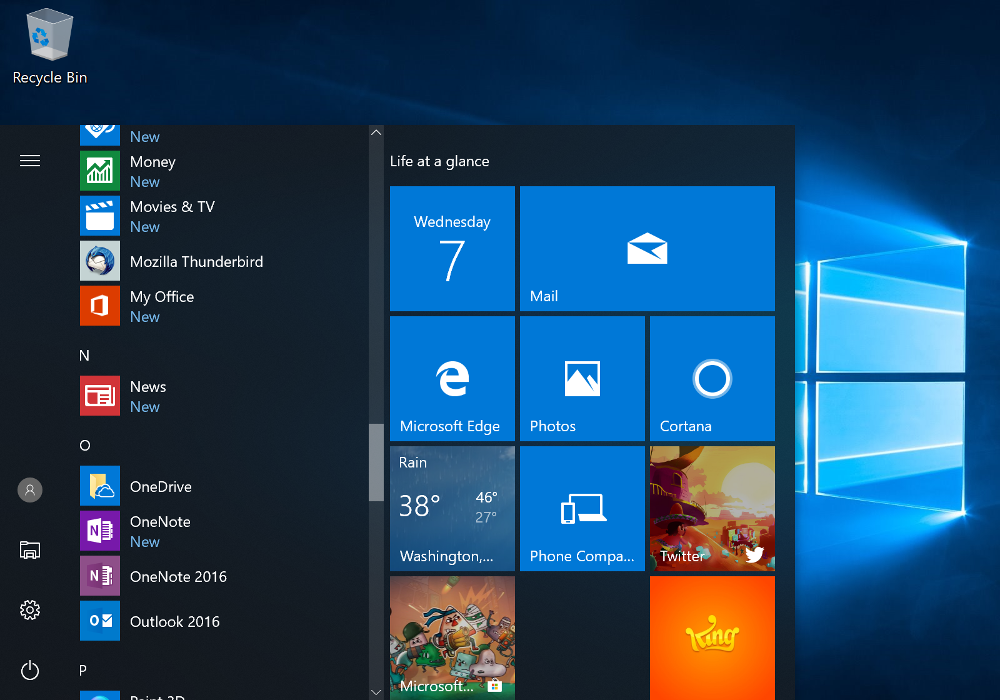 Recycle Bin
New
Money
New
Movies & TV
New
Mozilla Thunderbird
My Office
New
N
News
New
O
OneDrive
OneNote
New
OneNote 2016
Outlook 2016
P
Paint 3D
Life at a glance
Wednesday
7
Mail
Microsoft Edge
Photos
Cortana
Rain
38°
46°
27°
Washington,...
Phone Compa...
Twitter
Microsoft...
King